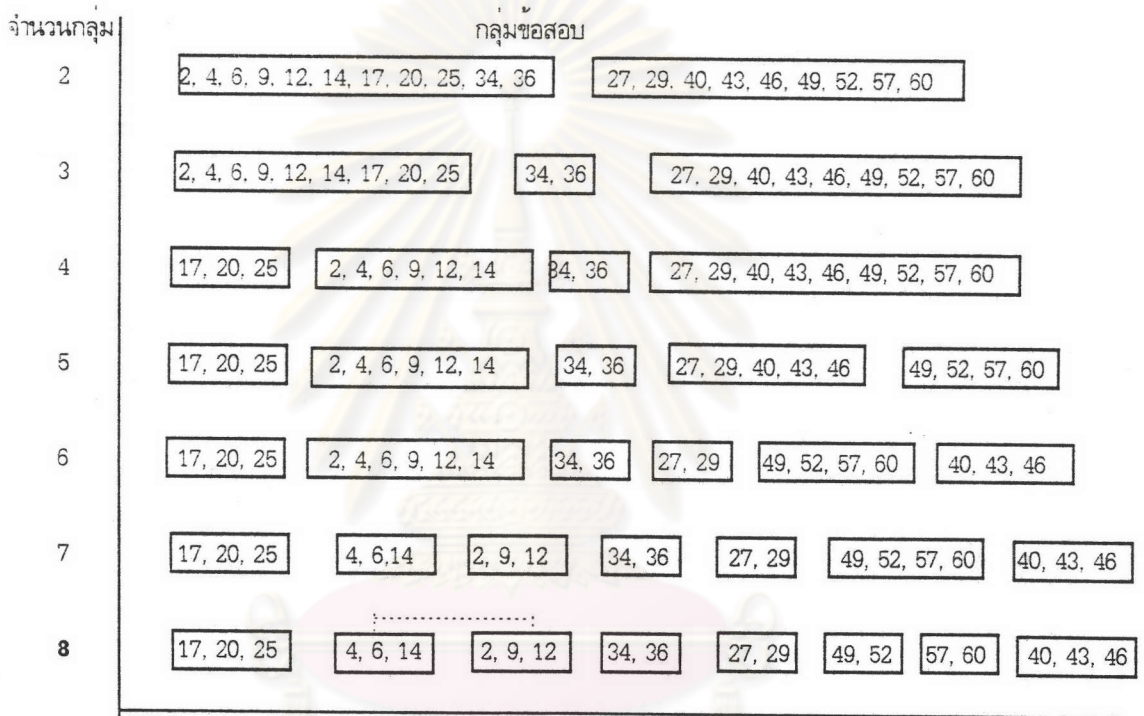 จำนวนกลุ่ม กลุ่มข้อสอบ
2 2, 4, 6, 9, 12, 14, 17, 20, 25, 34, 36 27, 29, 40, 43, 46, 49, 52, 57, 60
3 2, 4, 6, 9, 12, 14, 17, 20, 25 34, 36 27, 29, 40, 43, 46, 49, 52, 57, 60
4 17, 20, 25 2, 4, 6, 9, 12, 14 34, 36 27, 29, 40, 43, 46, 49, 52, 57, 60
5 17, 20, 25 2, 4, 6, 9, 12, 14 34, 36 27, 29, 40, 43, 46 49, 52, 57, 60
6 17, 20, 25 2, 4, 6, 9, 12, 14 34, 36 27, 29 49, 52, 57, 60 40, 43, 46
7 17, 20, 25 4, 6,14 2, 9, 12 34, 36 27, 29 49, 52, 57, 60 40, 43, 46
8 17, 20, 25 4, 6, 14 2, 9, 12 34, 36 27, 29 49, 52 57, 60 40, 43, 46